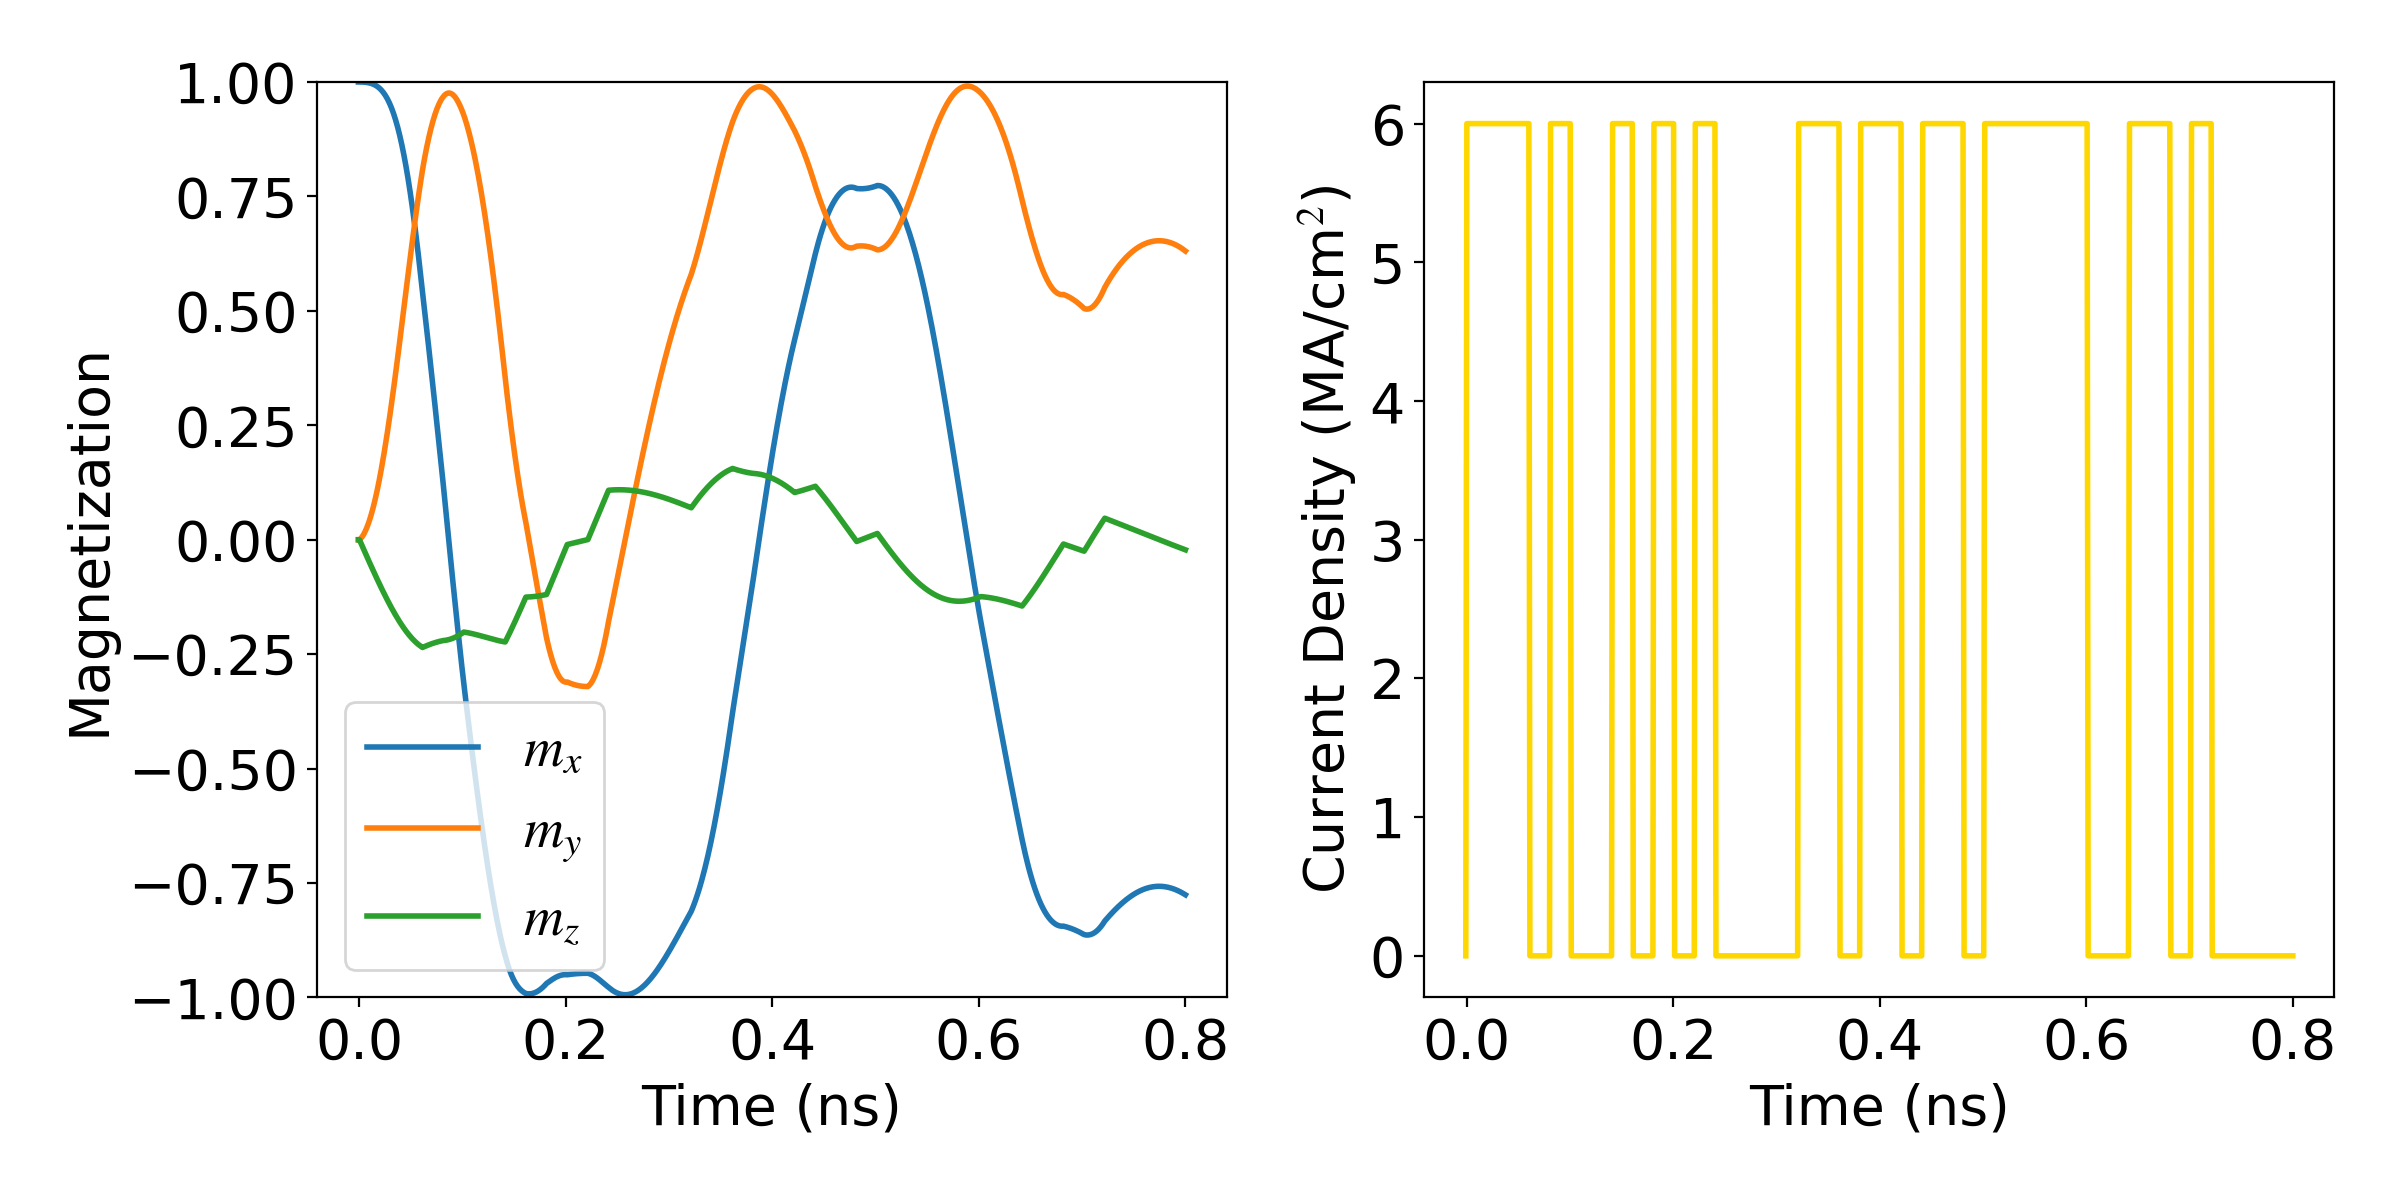 1.00
0.75
0.50
0.25
0.00
−0.25
−0.50
−0.75
−1.00
Magnetization
0.0 0.2 0.4 0.6 0.8
Time (ns)
m_x
m_y
m_z
6
5
4
3
2
1
0
Current Density (MA/cm²)
0.0 0.2 0.4 0.6 0.8
Time (ns)